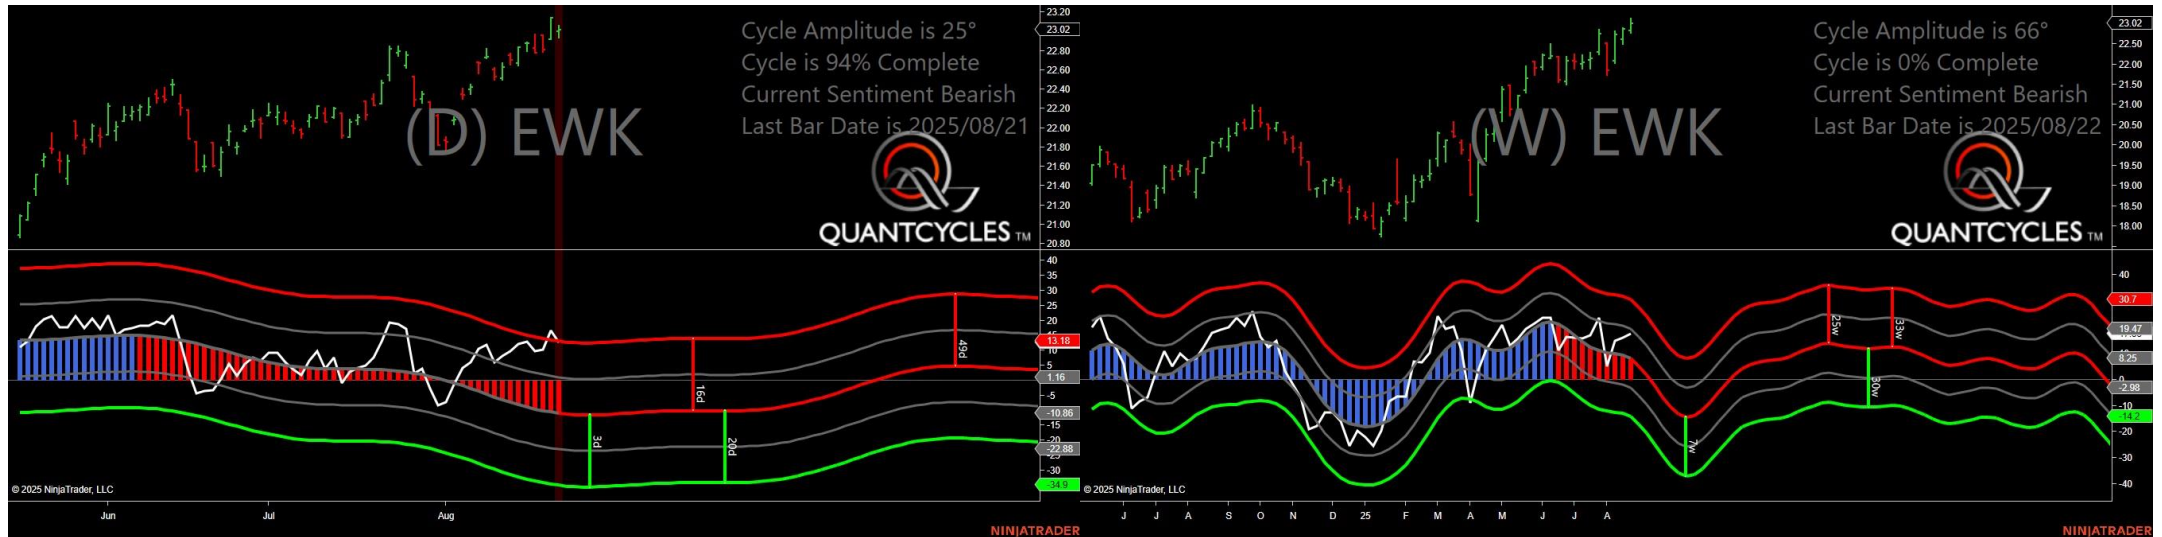 Cycle Amplitude is 25°
Cycle is 94% Complete
Current Sentiment Bearish
Last Bar Date is 2025/08/21
(D) EWK
QUANTCYCLES TM
23.20
23.02
22.80
22.60
22.40
22.20
22.00
21.80
21.60
21.40
21.20
21.00
20.80
40
35
30
25
20
15
13.18
10
5
1.16
-5
-10.86
-15
-20
-22.88
-30
-34.9
3d
16d
20d
49d
© 2025 NinjaTrader, LLC
Jun
Jul
Aug
NINJATRADER
Cycle Amplitude is 66°
Cycle is 0% Complete
Current Sentiment Bearish
Last Bar Date is 2025/08/22
(W) EWK
QUANTCYCLES TM
23.02
22.50
22.00
21.50
21.00
20.50
20.00
19.50
19.00
18.50
18.00
40
30.7
19.47
8.25
0
-2.98
-10
-14.2
-20
-30
-40
7w
25w
33w
© 2025 NinjaTrader, LLC
J J A S O N D 25 F M A M J J A
NINJATRADER